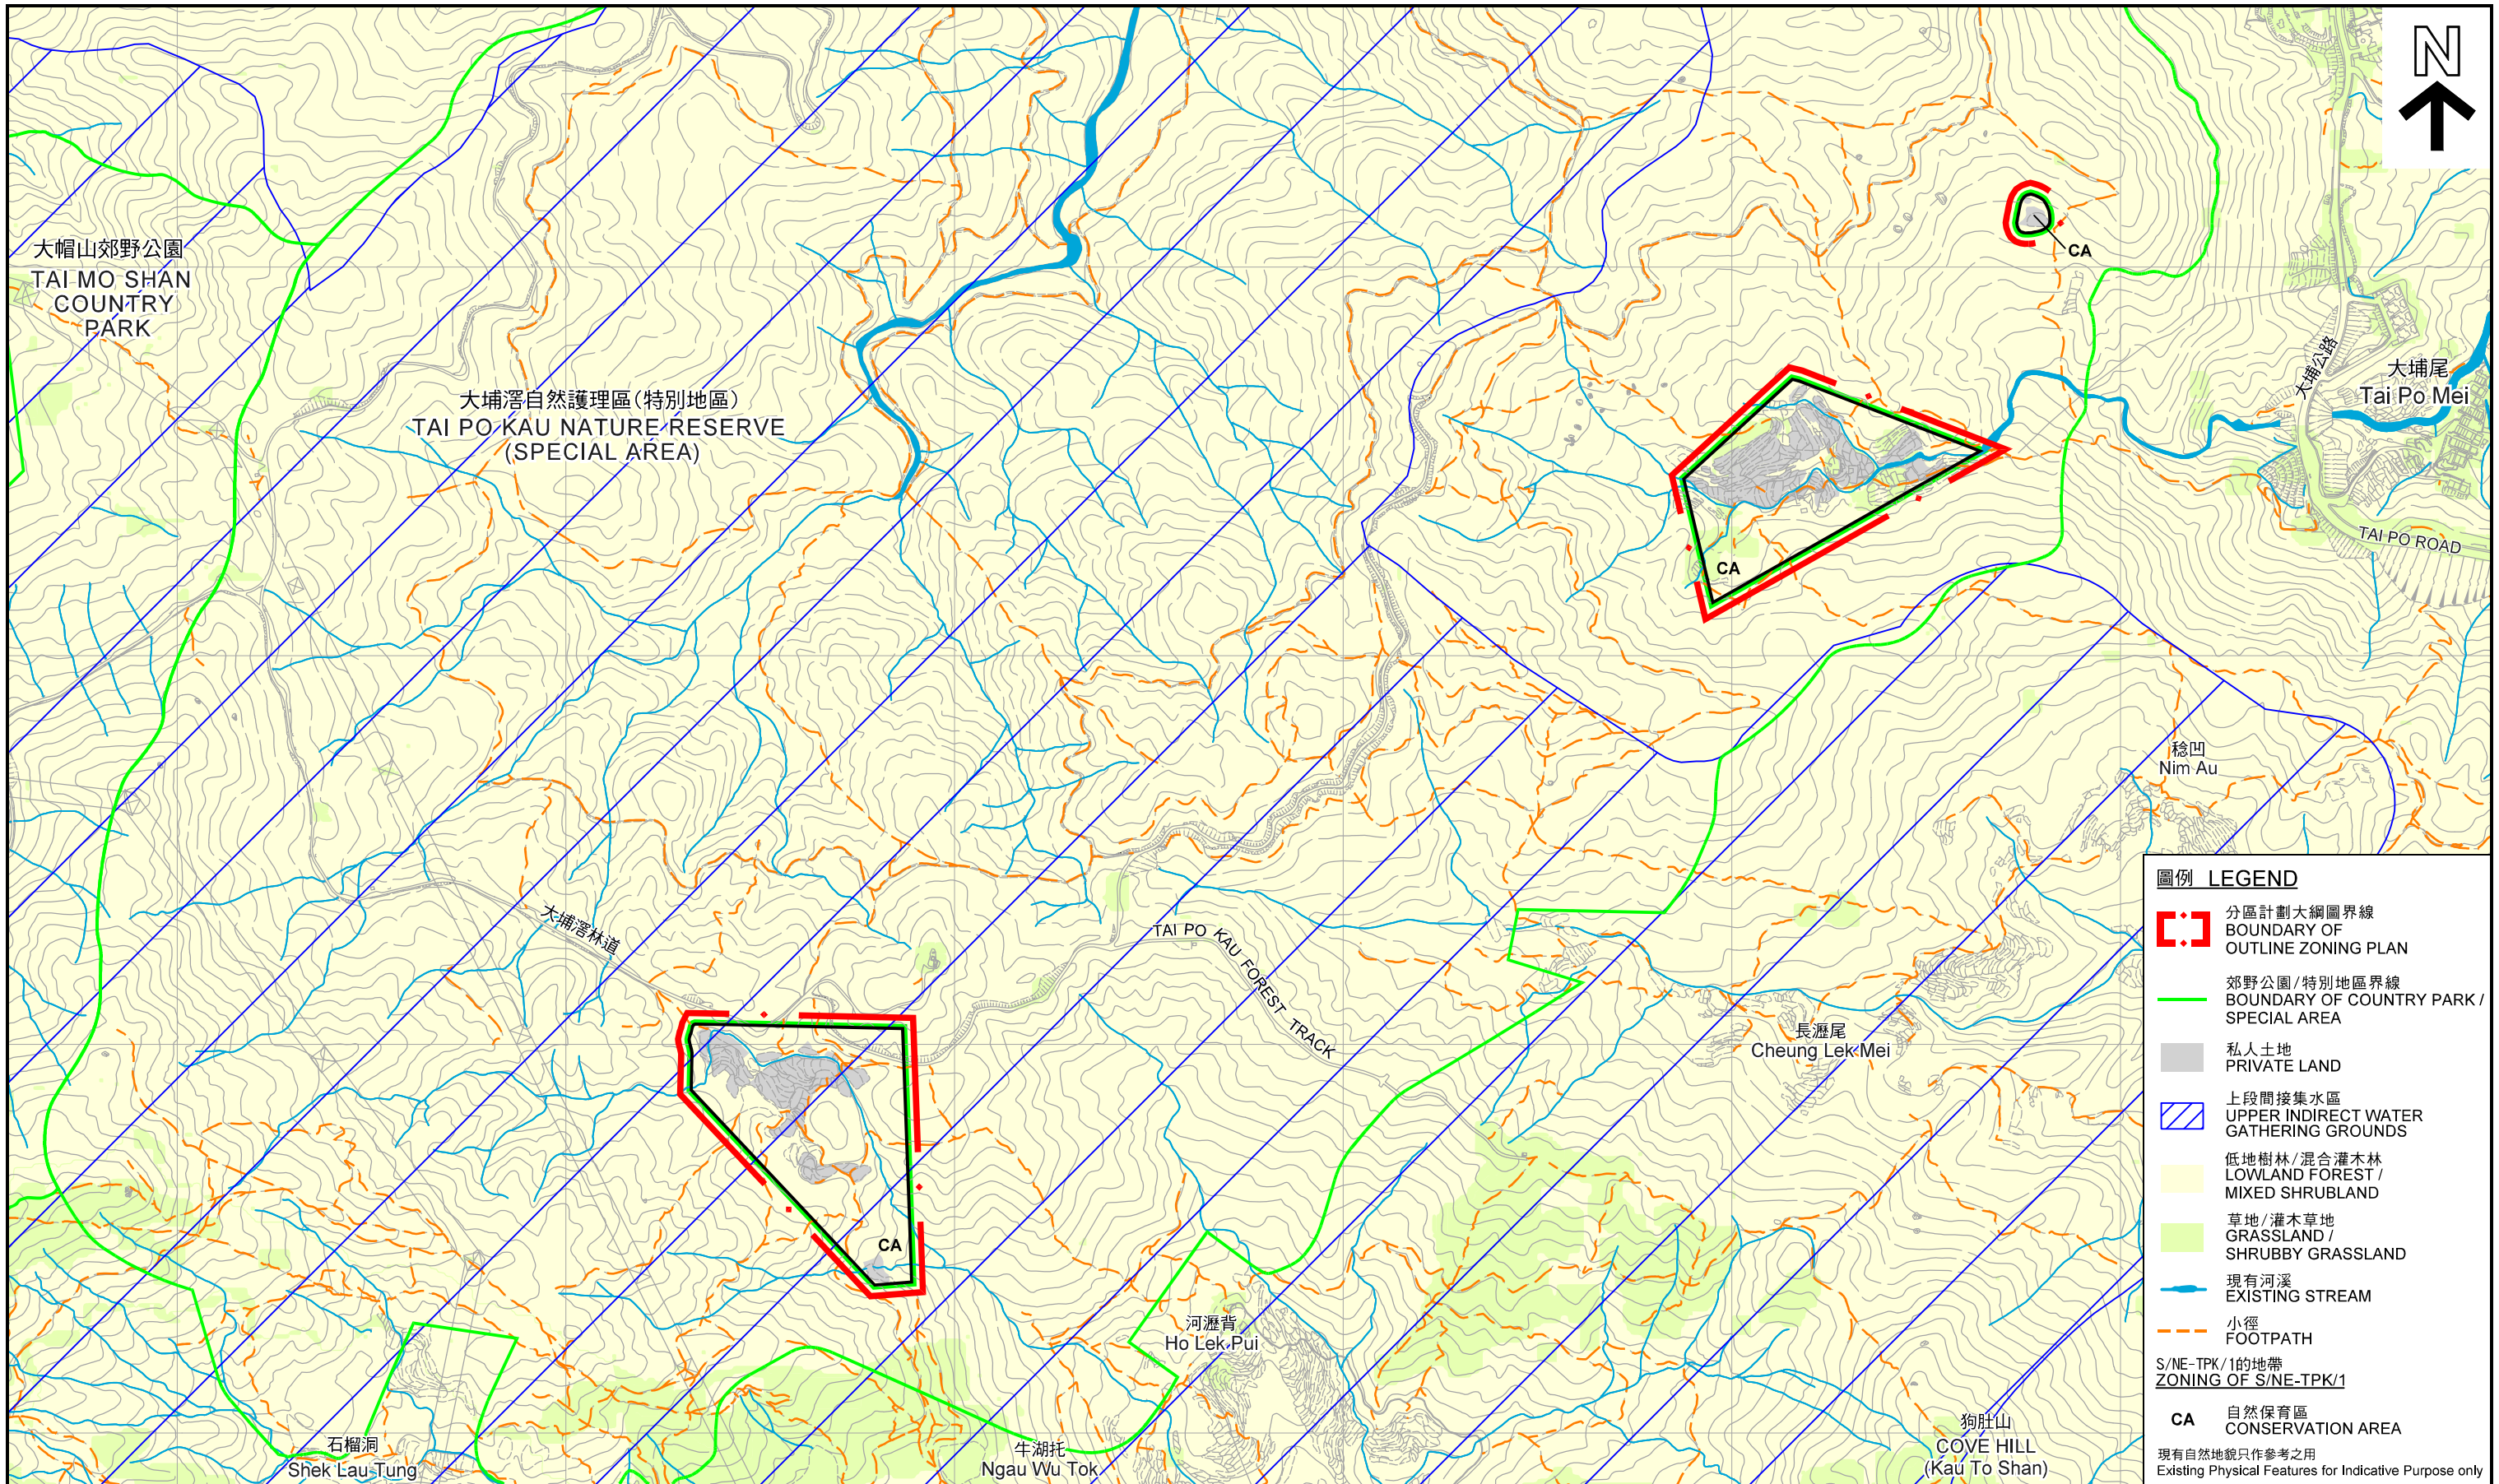 N
大帽山郊野公園
TAI MO SHAN
COUNTRY
PARK
大埔滘自然護理區(特別地區)
TAI PO KAU NATURE RESERVE
(SPECIAL AREA)
CA
大埔公路
大埔尾
Tai Po Mei
TAI PO ROAD
CA
稔凹
Nim Au
大埔滘林道
TAI PO KAU FOREST TRACK
長瀝尾
Cheung Lek Mei
CA
河瀝背
Ho Lek Pui
石榴洞
Shek Lau Tung
牛湖托
Ngau Wu Tok
狗肚山
COVE HILL
(Kau To Shan)
圖例 LEGEND
分區計劃大綱圖界線
BOUNDARY OF
OUTLINE ZONING PLAN
郊野公園/特別地區界線
BOUNDARY OF COUNTRY PARK /
SPECIAL AREA
私人土地
PRIVATE LAND
上段間接集水區
UPPER INDIRECT WATER
GATHERING GROUNDS
低地樹林/混合灌木林
LOWLAND FOREST /
MIXED SHRUBLAND
草地/灌木草地
GRASSLAND /
SHRUBBY GRASSLAND
現有河溪
EXISTING STREAM
小徑
FOOTPATH
S/NE-TPK/1的地帶
ZONING OF S/NE-TPK/1
CA 自然保育區
CONSERVATION AREA
現有自然地貌只作參考之用
Existing Physical Features for Indicative Purpose only